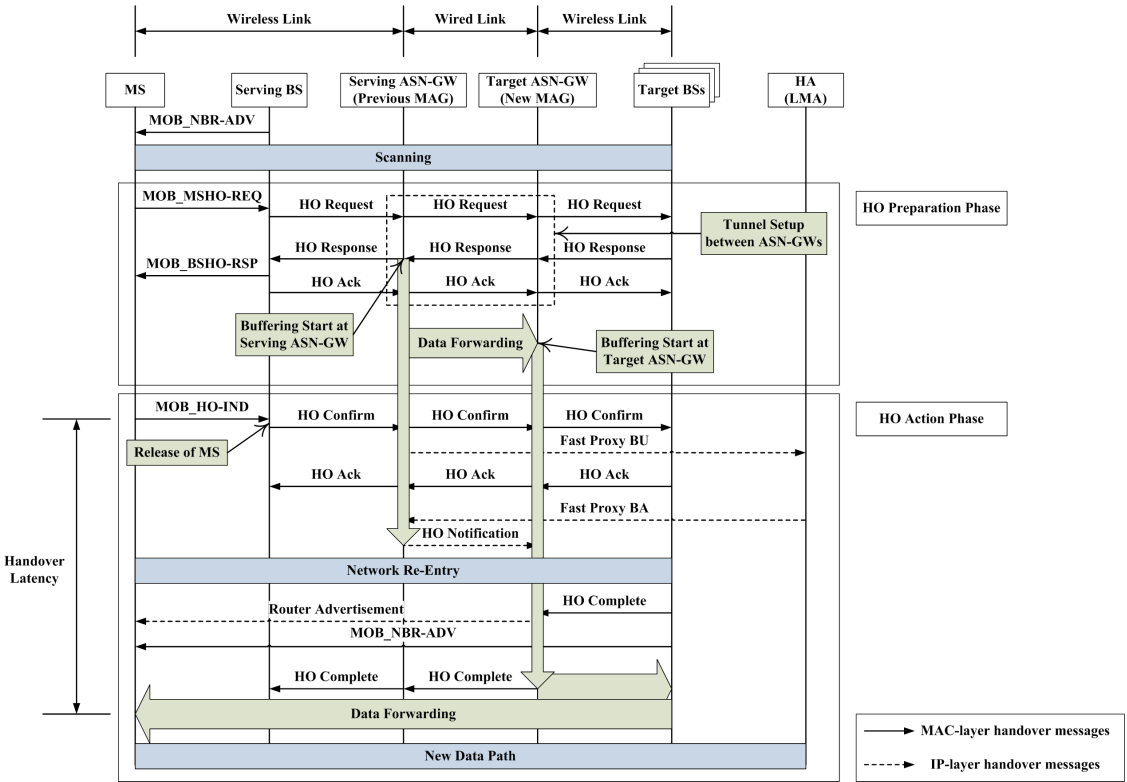 Wireless Link
Wired Link
Wireless Link
MS
Serving BS
Serving ASN-GW
(Previous MAG)
Target ASN-GW
(New MAG)
Target BSs
HA
(LMA)
MOB_NBR-ADV
Scanning
MOB_MSHO-REQ
HO Request
HO Request
HO Request
HO Preparation Phase
Tunnel Setup
between ASN-GWs
HO Response
HO Response
HO Response
MOB_BSHO-RSP
HO Ack
HO Ack
HO Ack
Buffering Start at
Serving ASN-GW
Data Forwarding
Buffering Start at
Target ASN-GW
MOB_HO-IND
HO Confirm
HO Confirm
HO Confirm
HO Action Phase
Release of MS
Fast Proxy BU
HO Ack
HO Ack
HO Ack
Fast Proxy BA
HO Notification
Handover
Latency
Network Re-Entry
HO Complete
Router Advertisement
MOB_NBR-ADV
HO Complete
HO Complete
Data Forwarding
New Data Path
MAC-layer handover messages
IP-layer handover messages